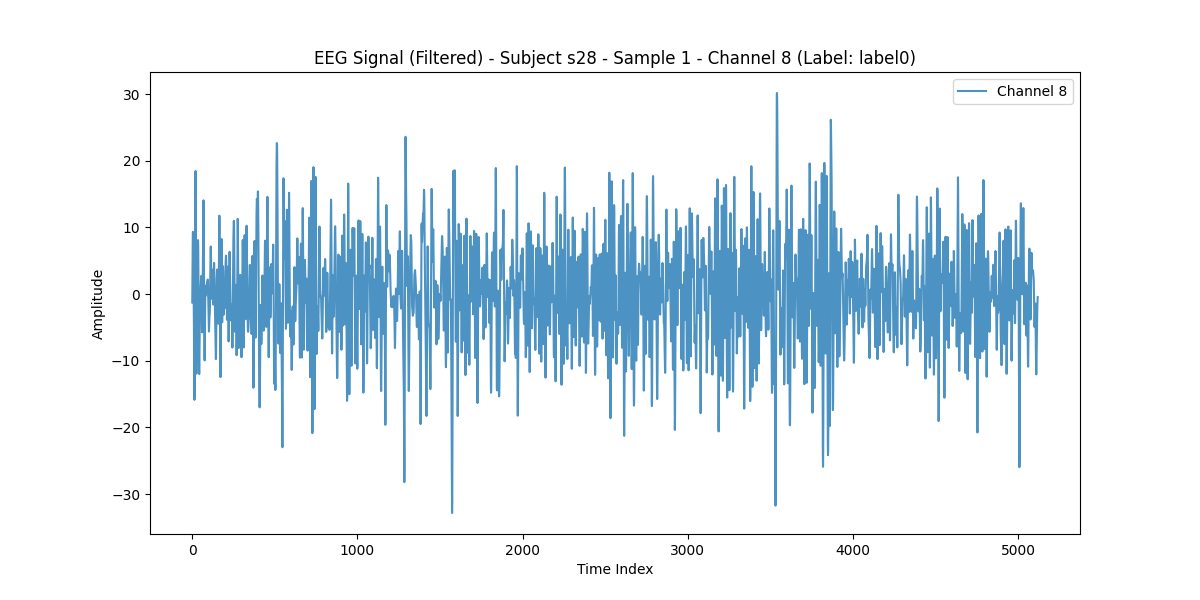 EEG Signal (Filtered) - Subject s28 - Sample 1 - Channel 8 (Label: label0)
Channel 8
30
20
10
0
−10
−20
−30
Amplitude
0 1000 2000 3000 4000 5000
Time Index